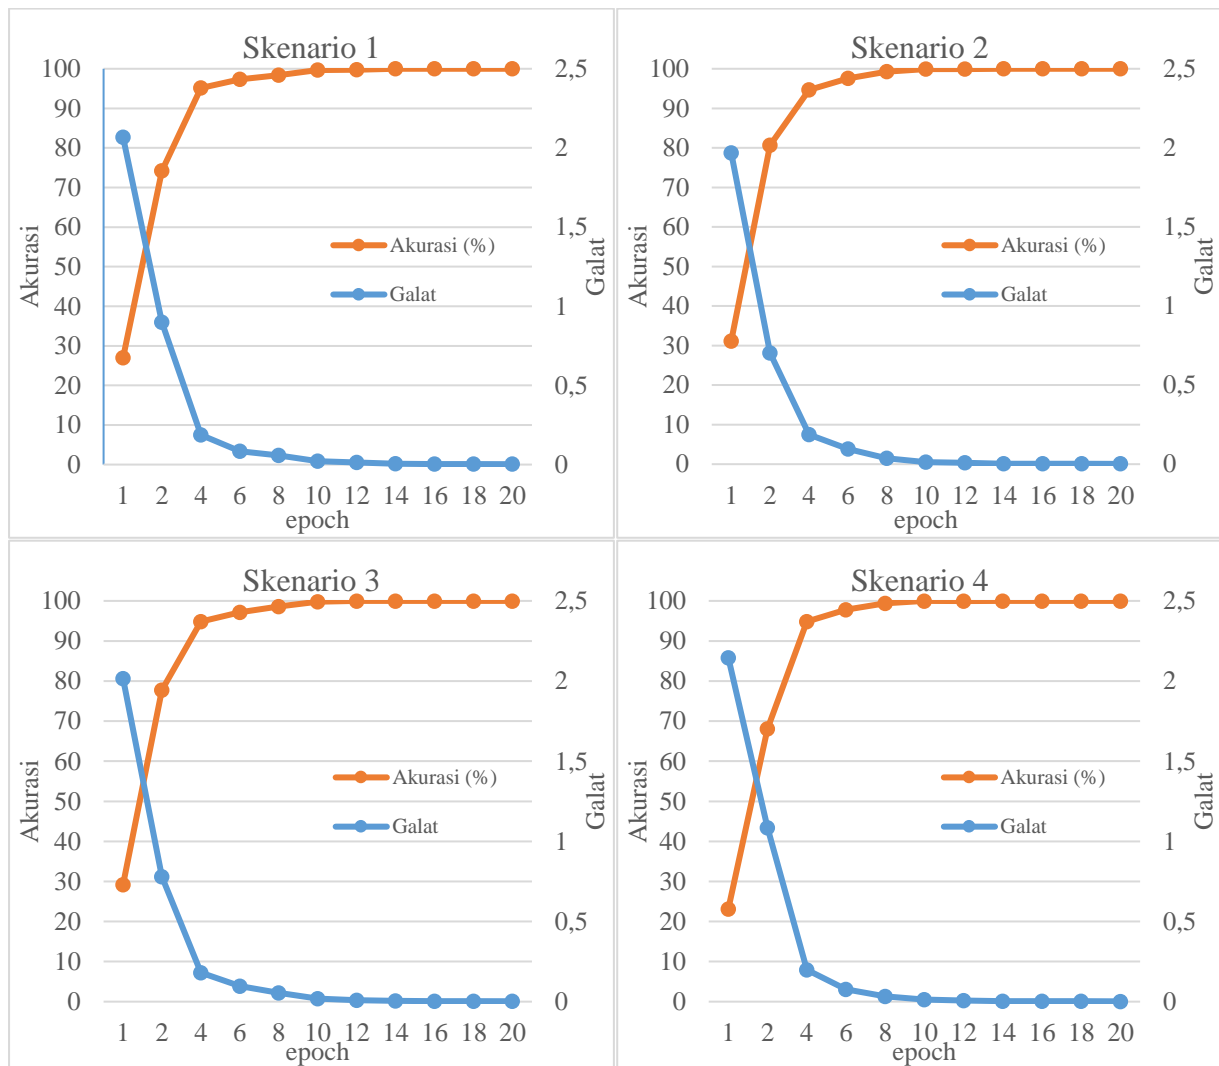 Skenario 1
100
90
80
70
60
50
40
30
20
10
0
Akurasi
2,5
2
1,5
1
0,5
0
Galat
Akurasi (%)
Galat
1 2 4 6 8 10 12 14 16 18 20
epoch
Skenario 2
100
90
80
70
60
50
40
30
20
10
0
Akurasi
2,5
2
1,5
1
0,5
0
Galat
Akurasi (%)
Galat
1 2 4 6 8 10 12 14 16 18 20
epoch
Skenario 3
100
90
80
70
60
50
40
30
20
10
0
Akurasi
2,5
2
1,5
1
0,5
0
Galat
Akurasi (%)
Galat
1 2 4 6 8 10 12 14 16 18 20
epoch
Skenario 4
100
90
80
70
60
50
40
30
20
10
0
Akurasi
2,5
2
1,5
1
0,5
0
Galat
Akurasi (%)
Galat
1 2 4 6 8 10 12 14 16 18 20
epoch